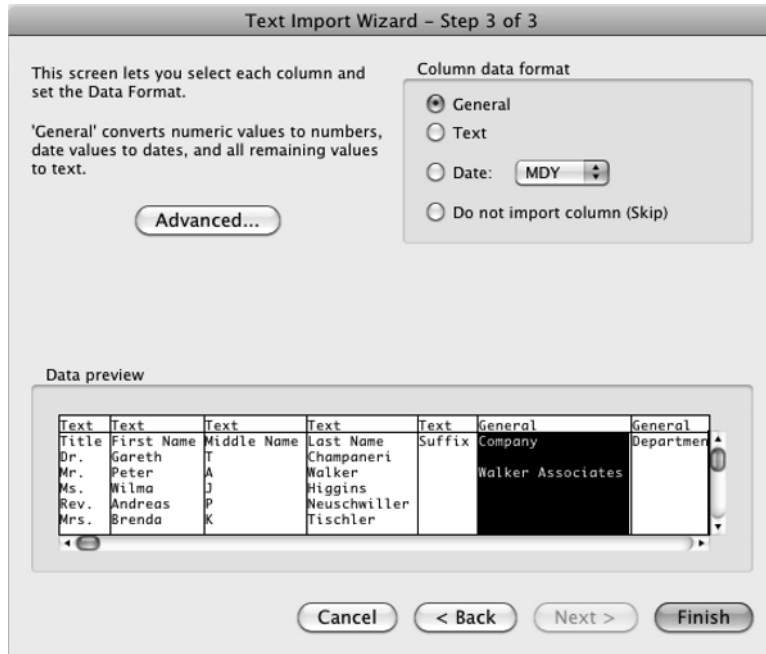 Text Import Wizard – Step 3 of 3
This screen lets you select each column and
set the Data Format.
'General' converts numeric values to numbers,
date values to dates, and all remaining values
to text.
Advanced...
Column data format
General
Text
Date: MDY
Do not import column (Skip)
Data preview
Text Text Text Text Text General General
Title First Name Middle Name Last Name Suffix Company Departmen
Dr. Gareth T Champaneri
Mr. Peter A Walker Walker Associates
Ms. Wilma J Higgins
Rev. Andreas P Neuschwiller
Mrs. Brenda K Tischler
Cancel < Back Next > Finish